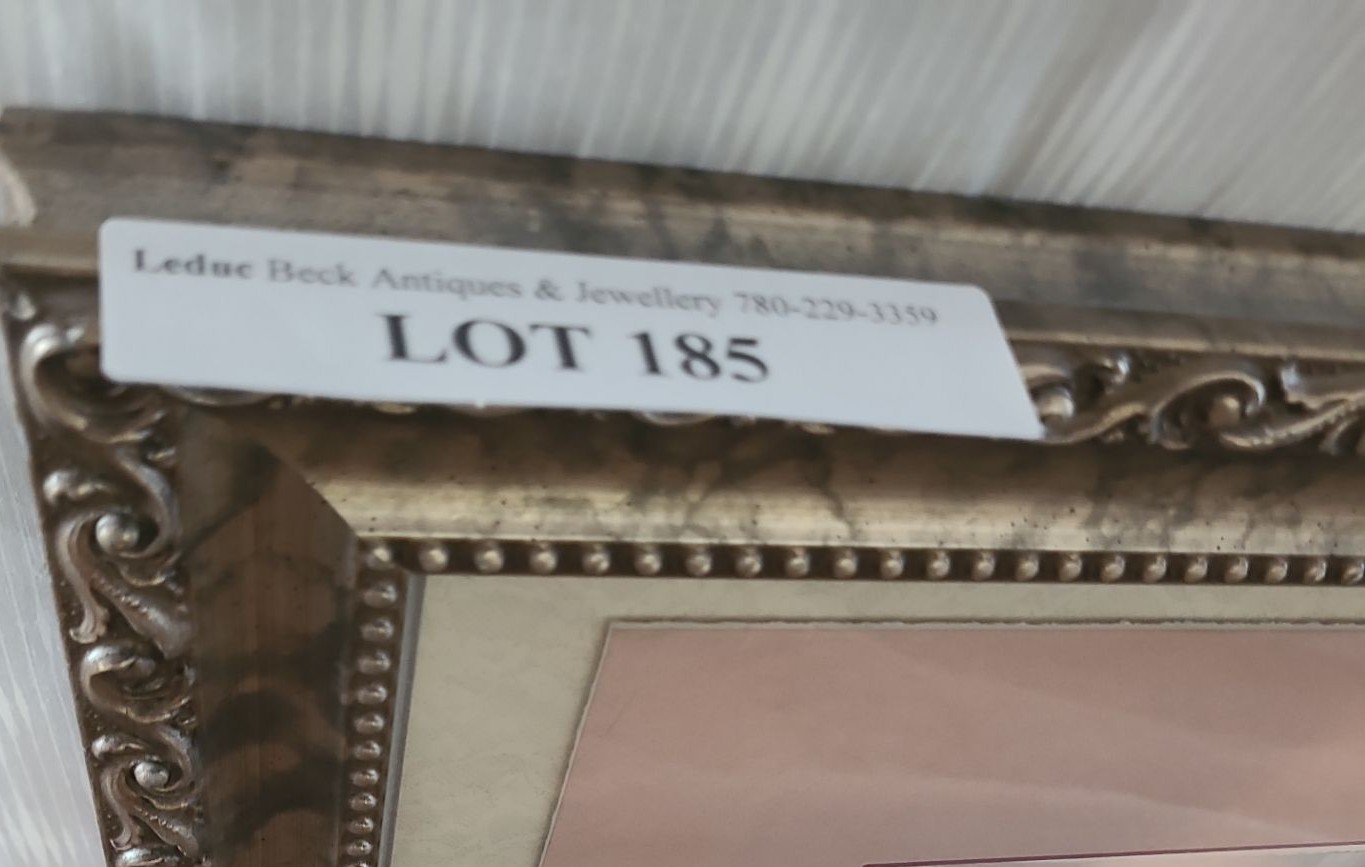 Leduc Beck Antiques & Jewellery 780-229-3359
LOT 185